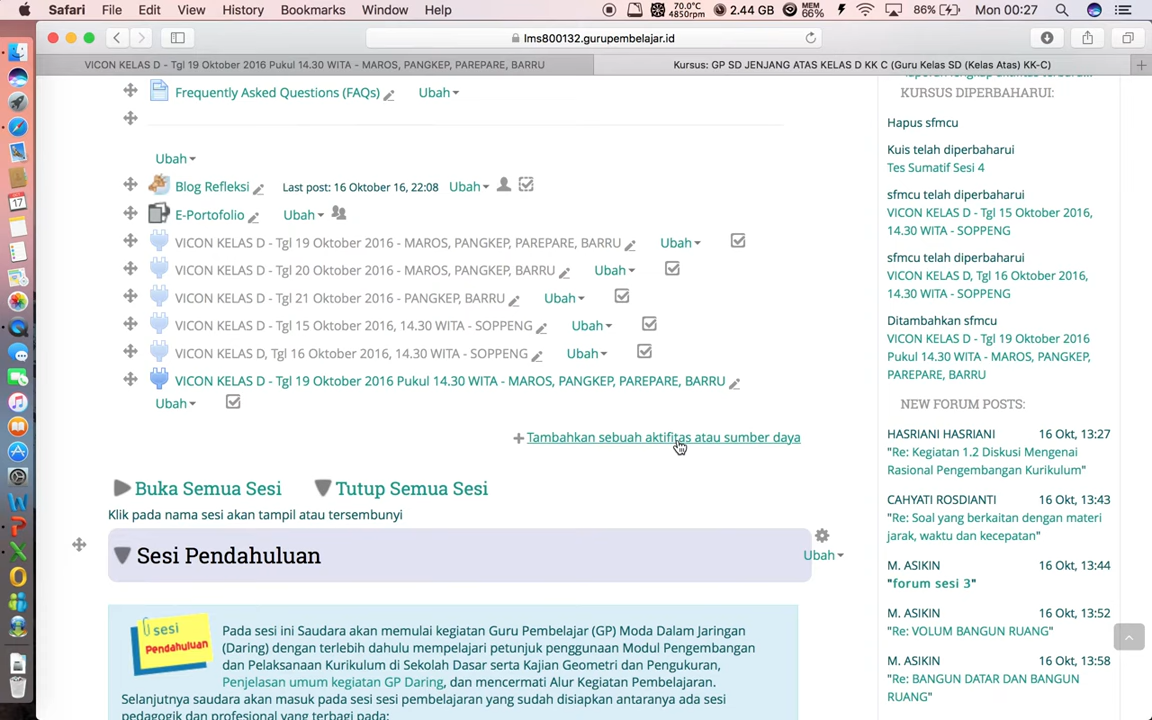 Safari File Edit View History Bookmarks Window Help 70.0°C 4850rpm 2.44 GB MEM 66% 86% Mon 00:27
lms800132.gurupembelajar.id
VICON KELAS D - Tgl 19 Oktober 2016 Pukul 14.30 WITA - MAROS, PANGKEP, PAREPARE, BARRU
Kursus: GP SD JENJANG ATAS KELAS D KK C (Guru Kelas SD (Kelas Atas) KK-C)
Frequently Asked Questions (FAQs) Ubah
Ubah
Blog Refleksi Last post: 16 Oktober 16, 22:08 Ubah
E-Portofolio Ubah
VICON KELAS D - Tgl 19 Oktober 2016 - MAROS, PANGKEP, PAREPARE, BARRU Ubah
VICON KELAS D - Tgl 20 Oktober 2016 - MAROS, PANGKEP, BARRU Ubah
VICON KELAS D - Tgl 21 Oktober 2016 - PANGKEP, BARRU Ubah
VICON KELAS D - Tgl 15 Oktober 2016, 14.30 WITA - SOPPENG Ubah
VICON KELAS D, Tgl 16 Oktober 2016, 14.30 WITA - SOPPENG Ubah
VICON KELAS D - Tgl 19 Oktober 2016 Pukul 14.30 WITA - MAROS, PANGKEP, PAREPARE, BARRU
Ubah
Tambahkan sebuah aktifitas atau sumber daya
Buka Semua Sesi Tutup Semua Sesi
Klik pada nama sesi akan tampil atau tersembunyi
Sesi Pendahuluan
Ubah
sesi
Pendahuluan
Pada sesi ini Saudara akan memulai kegiatan Guru Pembelajar (GP) Moda Dalam Jaringan
(Daring) dengan terlebih dahulu mempelajari petunjuk penggunaan Modul Pengembangan
dan Pelaksanaan Kurikulum di Sekolah Dasar serta Kajian Geometri dan Pengukuran,
Penjelasan umum kegiatan GP Daring, dan mencermati Alur Kegiatan Pembelajaran.
Selanjutnya saudara akan masuk pada sesi sesi pembelajaran yang sudah disiapkan antaranya ada sesi
pedagogik dan profesional yang terbagi pada:
KURSUS DIPERBAHARUI:
Hapus sfmcu
Kuis telah diperbaharui
Tes Sumatif Sesi 4
sfmcu telah diperbaharui
VICON KELAS D - Tgl 15 Oktober 2016,
14.30 WITA - SOPPENG
sfmcu telah diperbaharui
VICON KELAS D, Tgl 16 Oktober 2016,
14.30 WITA - SOPPENG
Ditambahkan sfmcu
VICON KELAS D - Tgl 19 Oktober 2016
Pukul 14.30 WITA - MAROS, PANGKEP,
PAREPARE, BARRU
NEW FORUM POSTS:
HASRIANI HASRIANI 16 Okt, 13:27
"Re: Kegiatan 1.2 Diskusi Mengenai
Rasional Pengembangan Kurikulum"
CAHYATI ROSDIANTI 16 Okt, 13:43
"Re: Soal yang berkaitan dengan materi
jarak, waktu dan kecepatan"
M. ASIKIN 16 Okt, 13:44
"forum sesi 3"
M. ASIKIN 16 Okt, 13:52
"Re: VOLUM BANGUN RUANG"
M. ASIKIN 16 Okt, 13:58
"Re: BANGUN DATAR DAN BANGUN
RUANG"